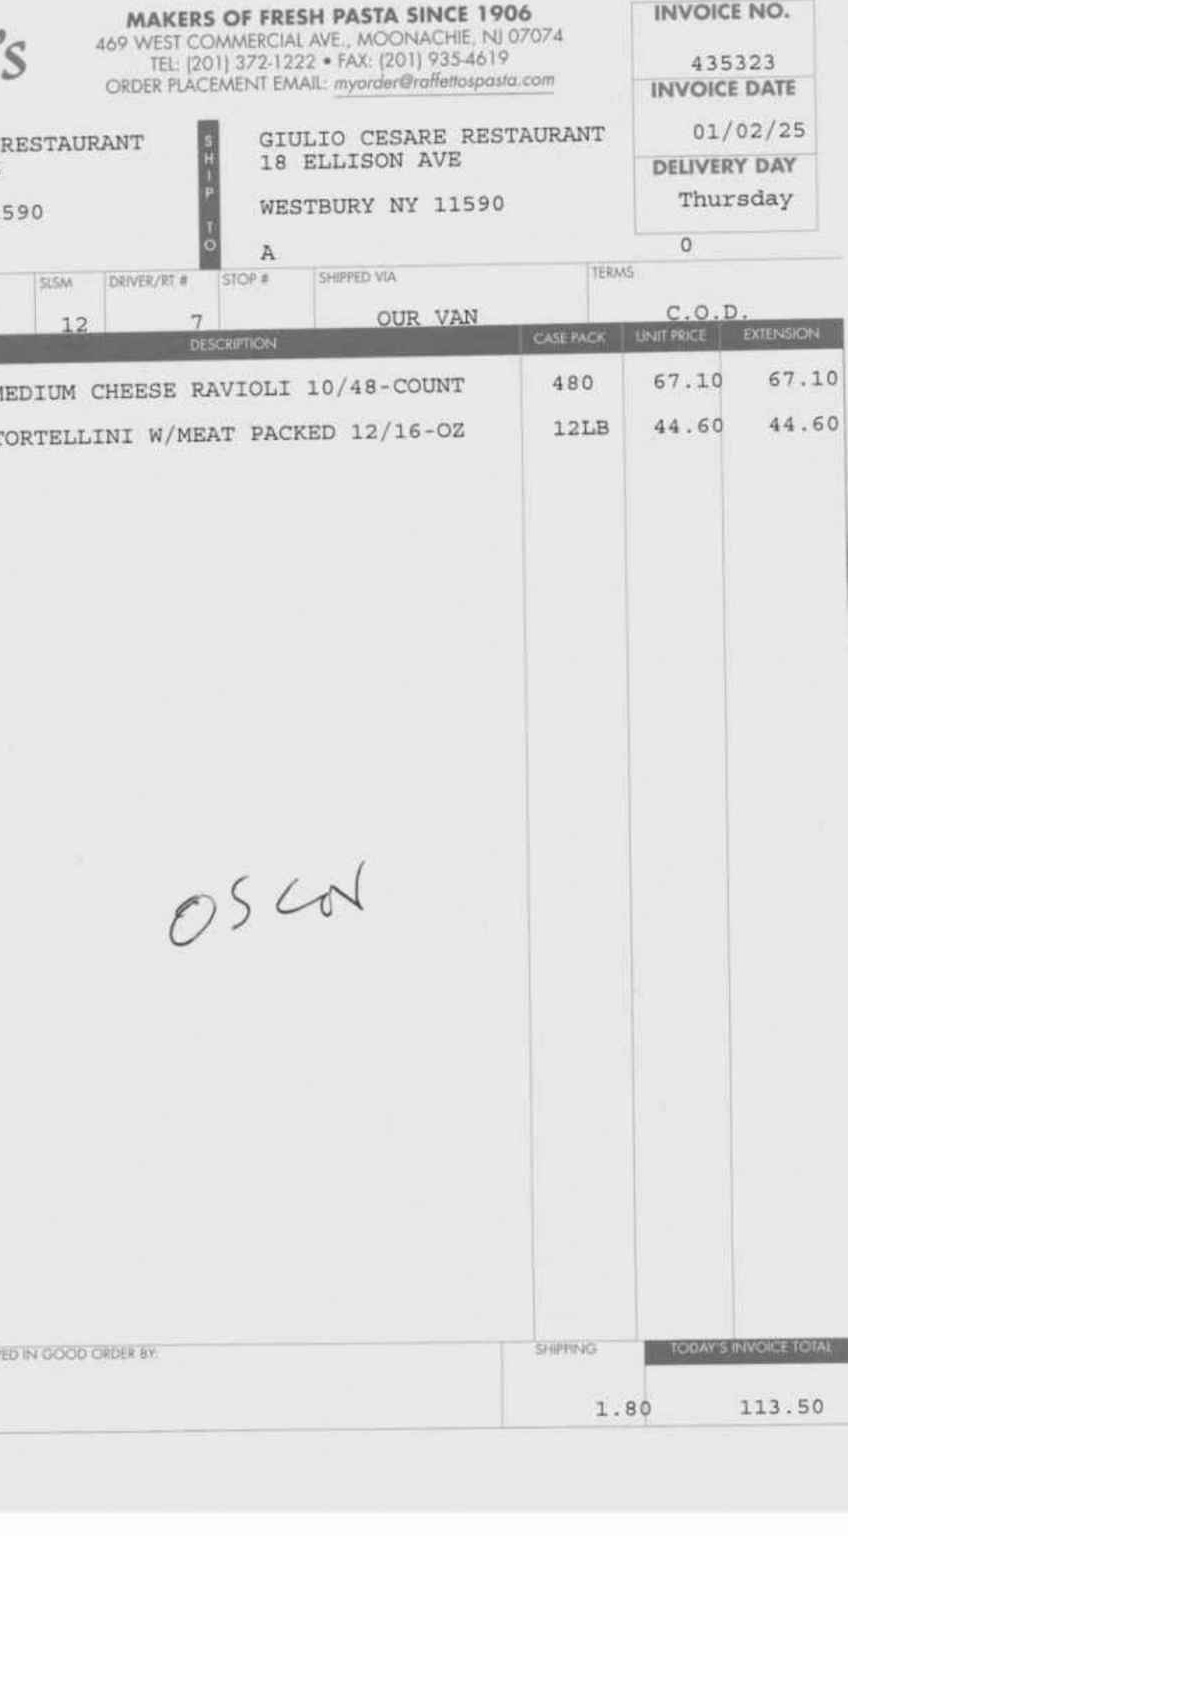 's
MAKERS OF FRESH PASTA SINCE 1906
469 WEST COMMERCIAL AVE., MOONACHIE, NJ 07074
TEL: (201) 372-1222 • FAX: (201) 935-4619
ORDER PLACEMENT EMAIL: myorder@raffettospasta.com
INVOICE NO.
435323
INVOICE DATE
01/02/25
DELIVERY DAY
Thursday
0
RESTAURANT
590
SHIP TO
GIULIO CESARE RESTAURANT
18 ELLISON AVE
WESTBURY NY 11590
A
SLSM DRIVER/RT # STOP # SHIPPED VIA TERMS
12 7 OUR VAN C.O.D.
DESCRIPTION CASE PACK UNIT PRICE EXTENSION
MEDIUM CHEESE RAVIOLI 10/48-COUNT 480 67.10 67.10
TORTELLINI W/MEAT PACKED 12/16-OZ 12LB 44.60 44.60
ED IN GOOD ORDER BY: SHIPPING TODAY'S INVOICE TOTAL
1.80 113.50